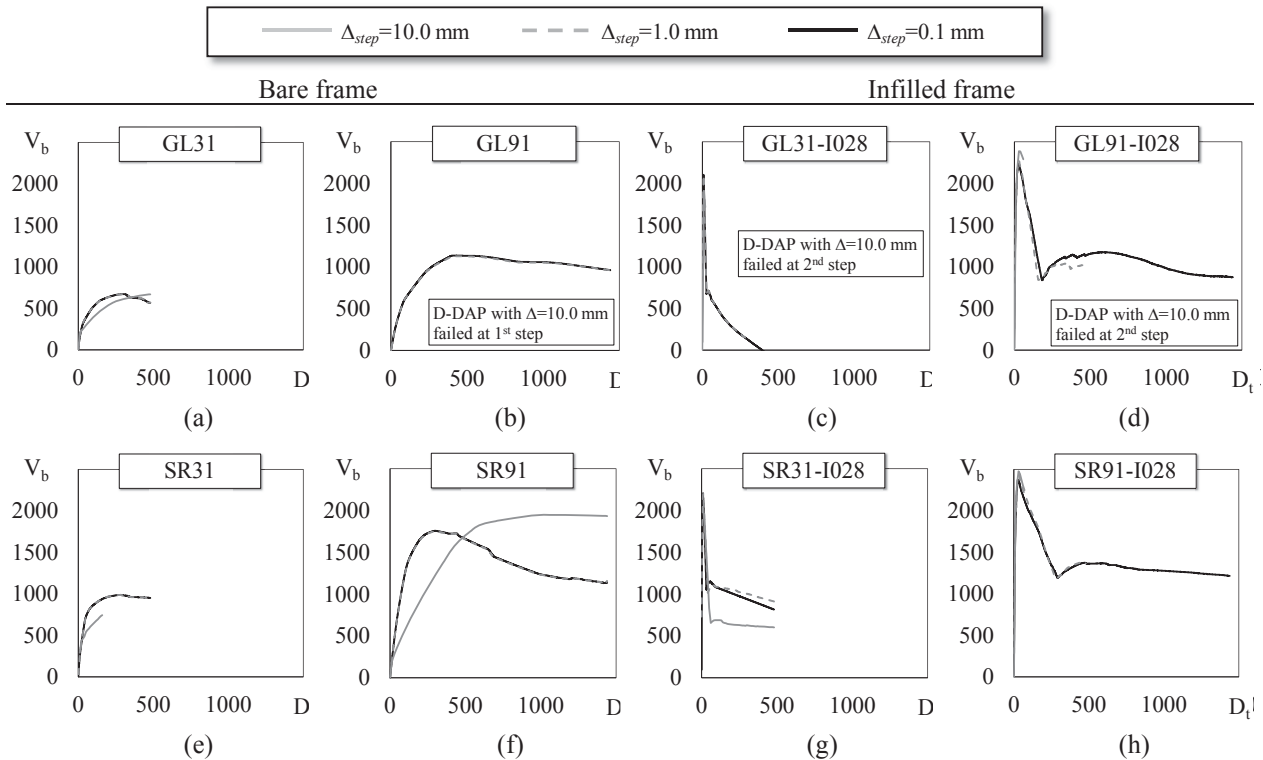 Δstep=10.0 mm Δstep=1.0 mm Δstep=0.1 mm
Bare frame Infilled frame
Vb GL31 Vb GL91 Vb GL31-I028 Vb GL91-I028
2000 2000 2000 2000
1500 1500 1500 1500
1000 1000 1000 1000
500 500 500 500
0 0 0 0
D-DAP with Δ=10.0 mm
failed at 1st step
D-DAP with Δ=10.0 mm
failed at 2nd step
D-DAP with Δ=10.0 mm
failed at 2nd step
0 500 1000 D 0 500 1000 D 0 500 1000 D 0 500 1000 Dt
(a) (b) (c) (d)
Vb SR31 Vb SR91 Vb SR31-I028 Vb SR91-I028
2000 2000 2000 2000
1500 1500 1500 1500
1000 1000 1000 1000
500 500 500 500
0 0 0 0
0 500 1000 D 0 500 1000 D 0 500 1000 D 0 500 1000 Dt
(e) (f) (g) (h)